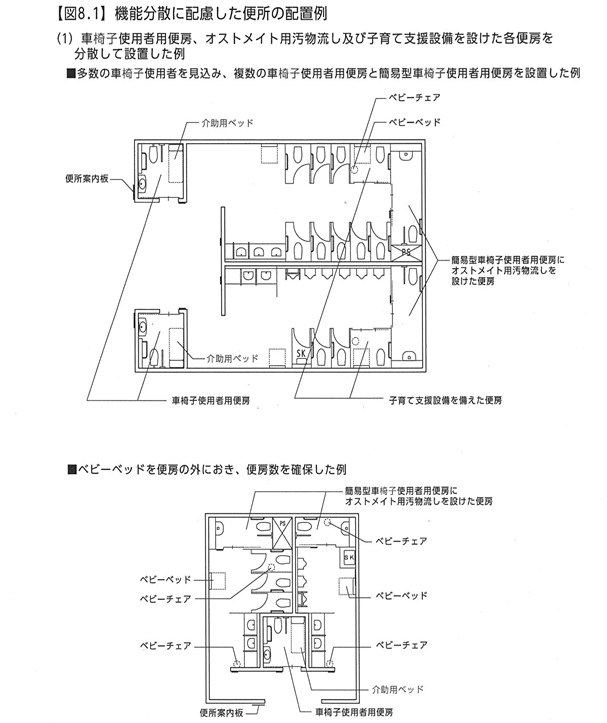 【図8.1】機能分散に配慮した便所の配置例
(1) 車椅子使用者用便房、オストメイト用汚物流し及び子育て支援設備を設けた各便房を
分散して設置した例
■多数の車椅子使用者を見込み、複数の車椅子使用者用便房と簡易型車椅子使用者用便房を設置した例
ベビーチェア
介助用ベッド
ベビーベッド
便所案内板
PS
簡易型車椅子使用者用便房に
オストメイト用汚物流しを
設けた便房
SK
介助用ベッド
車椅子使用者用便房
子育て支援設備を備えた便房
■ベビーベッドを便房の外におき、便房数を確保した例
簡易型車椅子使用者用便房に
オストメイト用汚物流しを設けた便房
PS
ベビーチェア
SK
ベビーベッド
ベビーチェア
ベビーベッド
ベビーチェア
ベビーチェア
介助用ベッド
便所案内板
車椅子使用者用便房